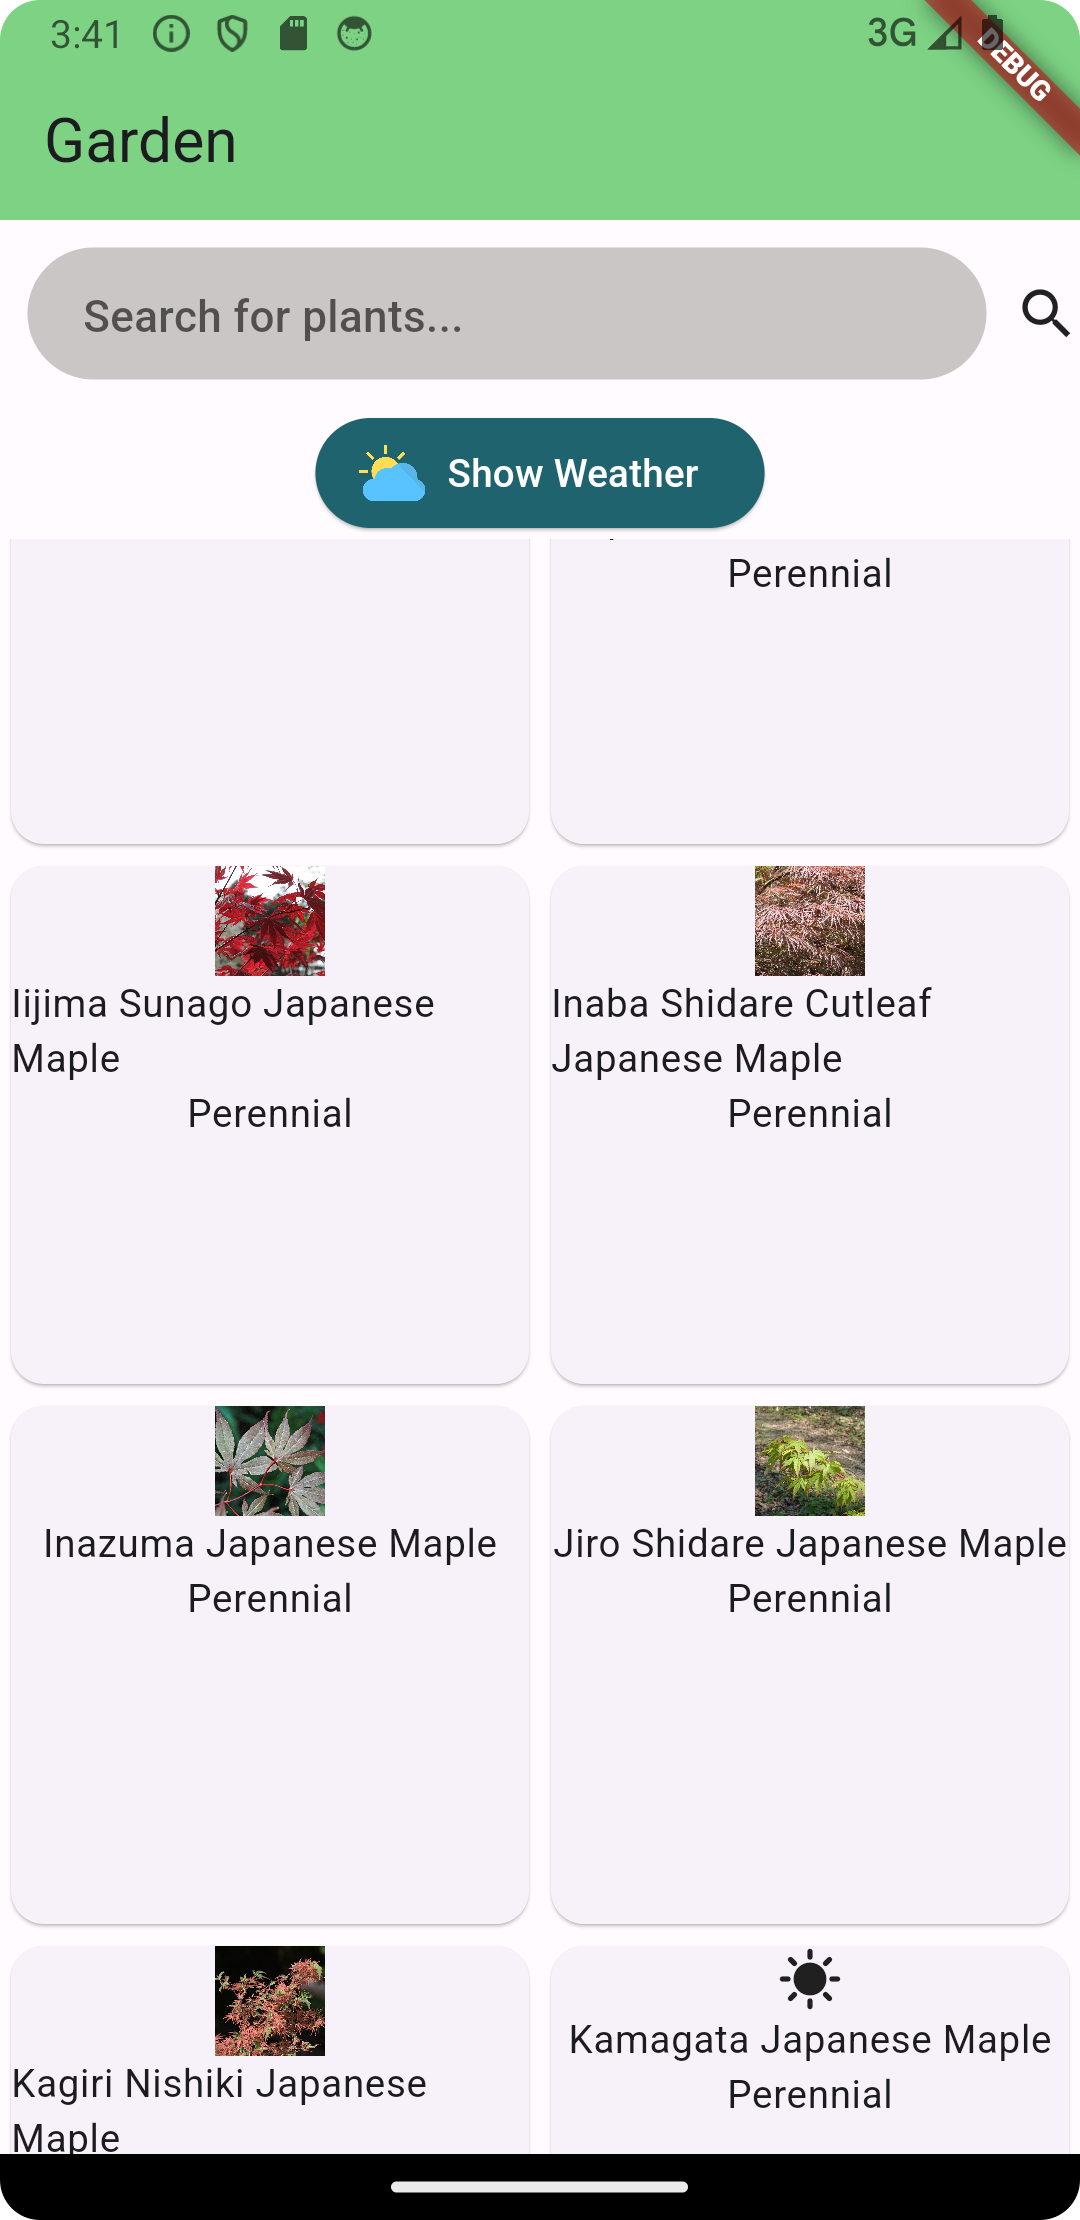 3:41
3G
DEBUG
Garden
Search for plants...
Show Weather
Perennial
Iijima Sunago Japanese
Maple
Perennial
Inaba Shidare Cutleaf
Japanese Maple
Perennial
Inazuma Japanese Maple
Perennial
Jiro Shidare Japanese Maple
Perennial
Kagiri Nishiki Japanese
Maple
Kamagata Japanese Maple
Perennial